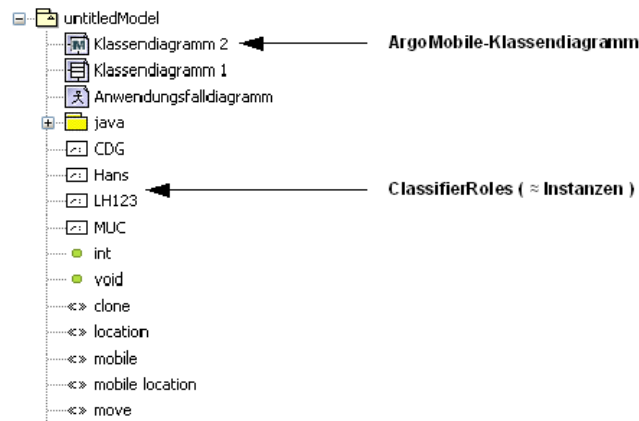 untitledModel
Klassendiagramm 2 ArgoMobile-Klassendiagramm
Klassendiagramm 1
Anwendungsfalldiagramm
java
CDG
Hans
LH123 ClassifierRoles ( ≈ Instanzen )
MUC
int
void
«» clone
«» location
«» mobile
«» mobile location
«» move